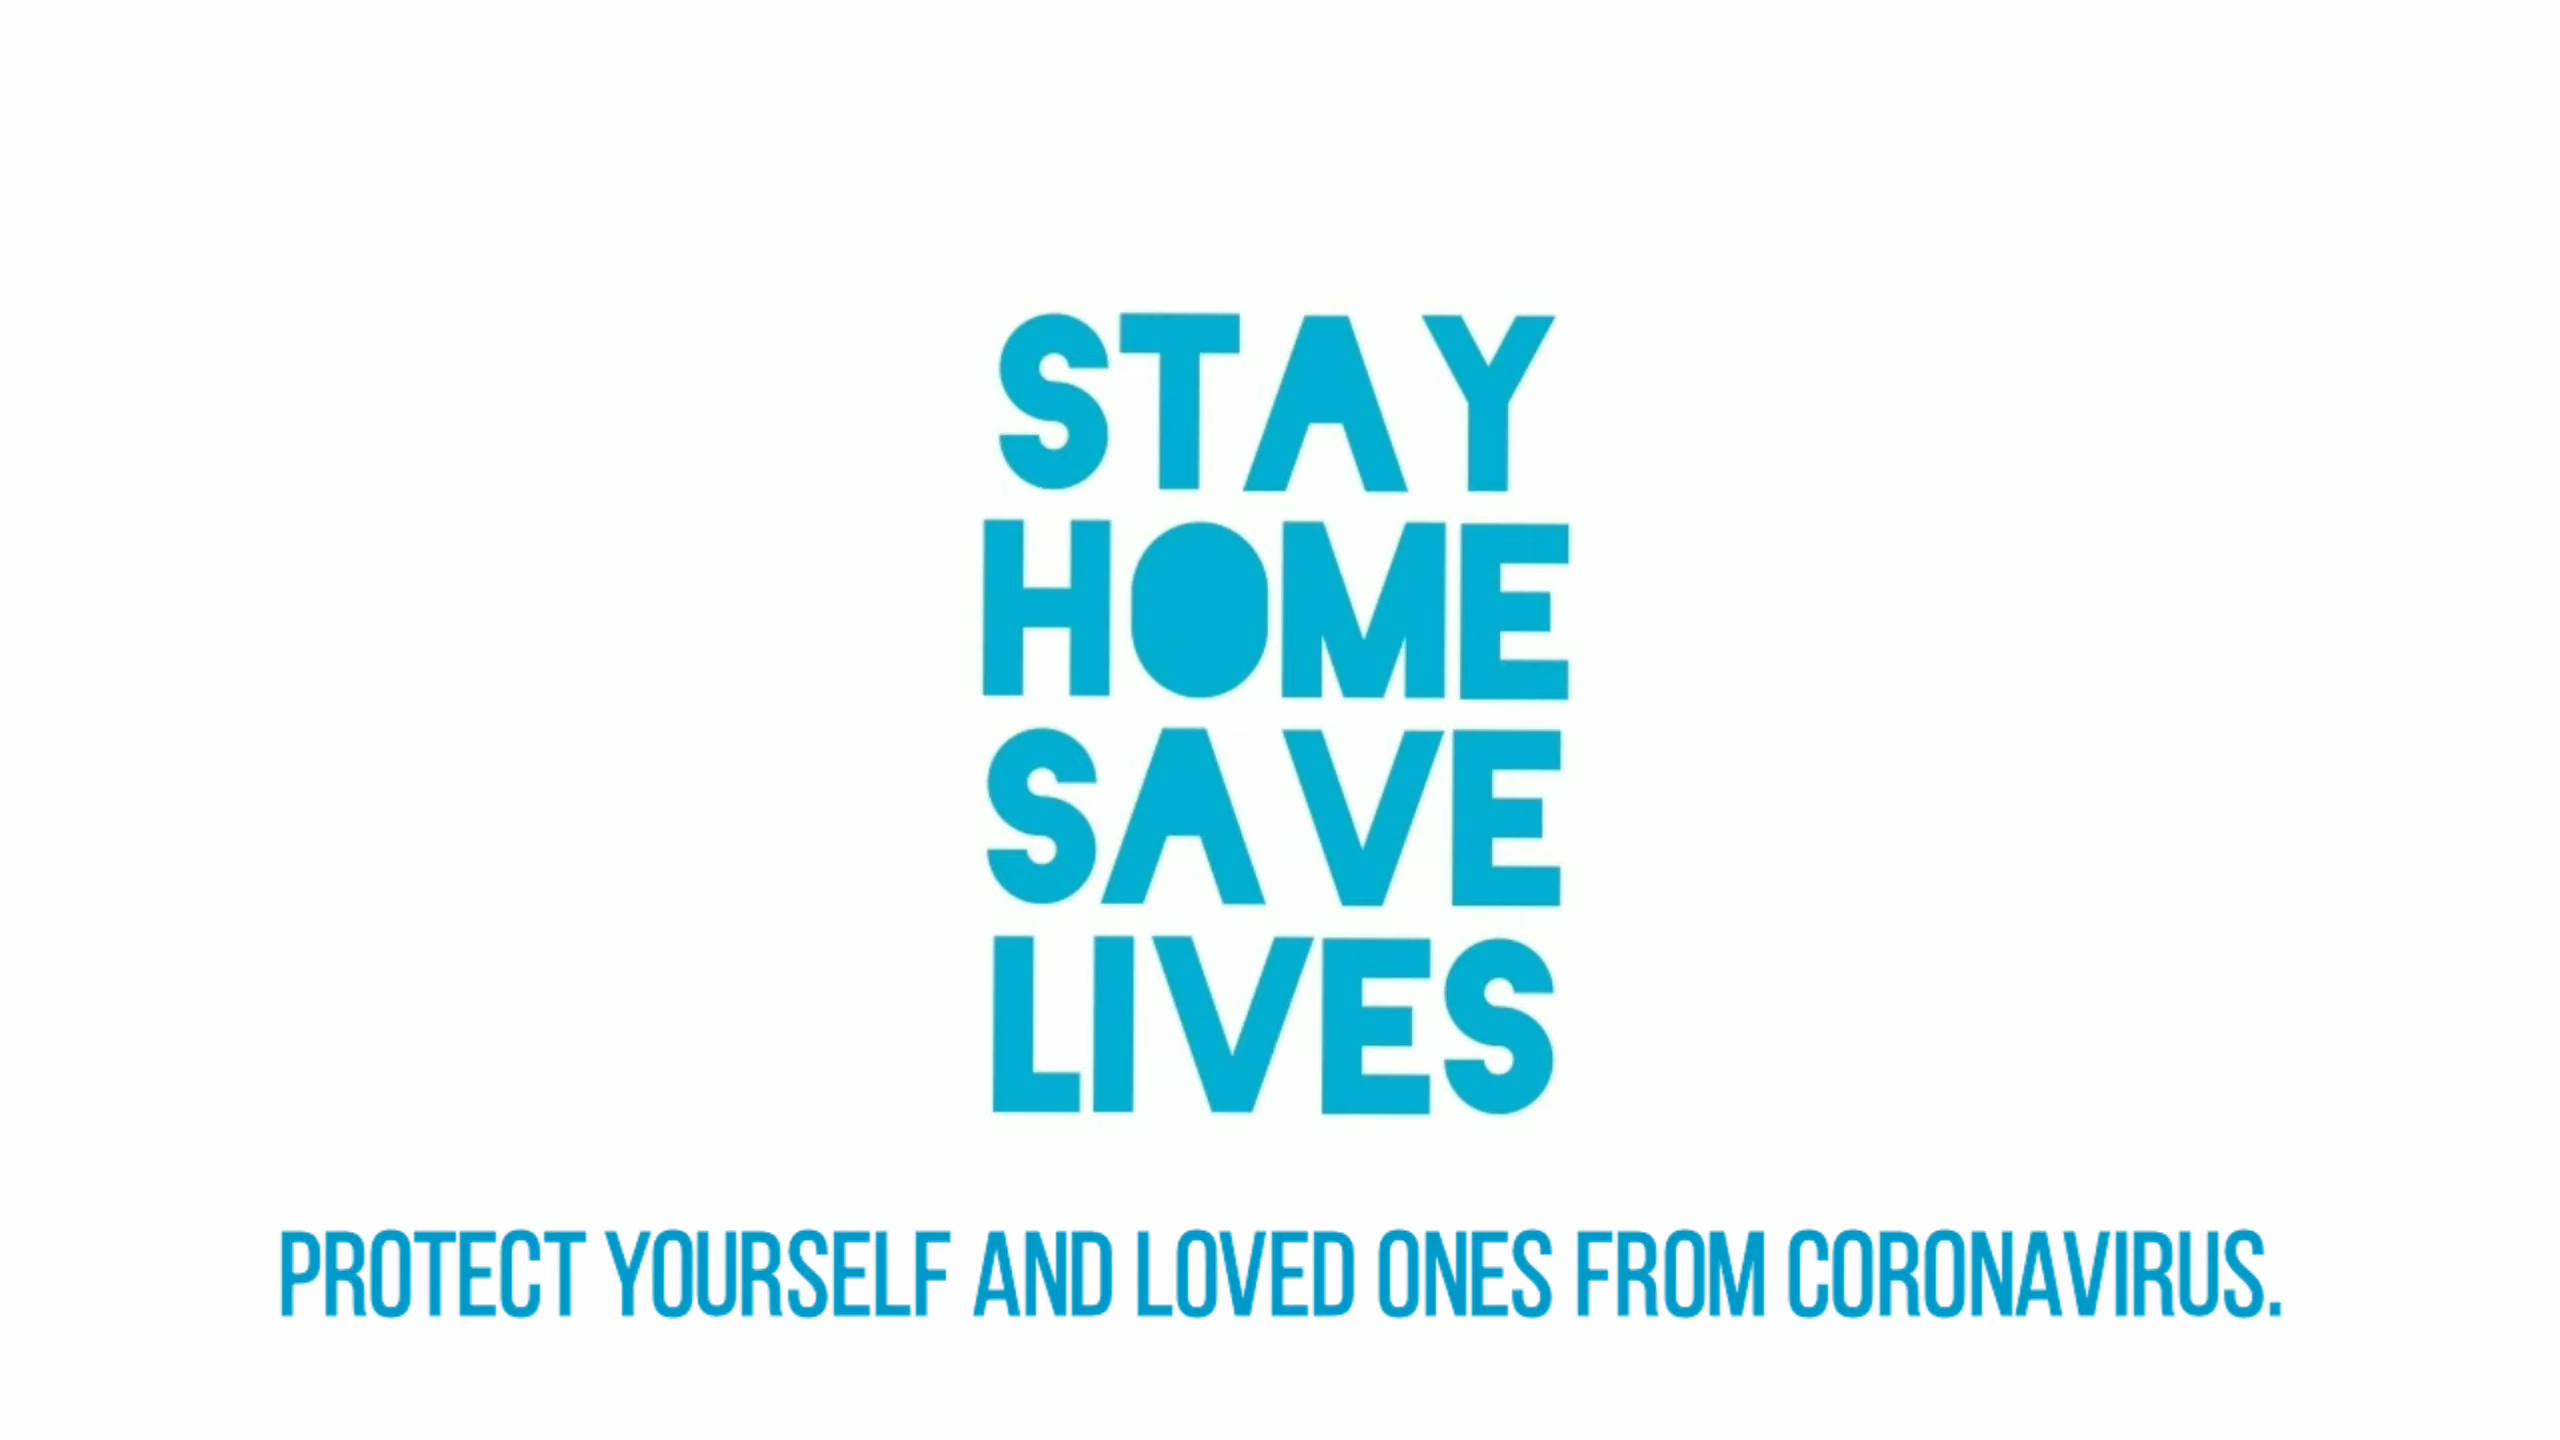 STAY
HOME
SAVE
LIVES
PROTECT YOURSELF AND LOVED ONES FROM CORONAVIRUS.